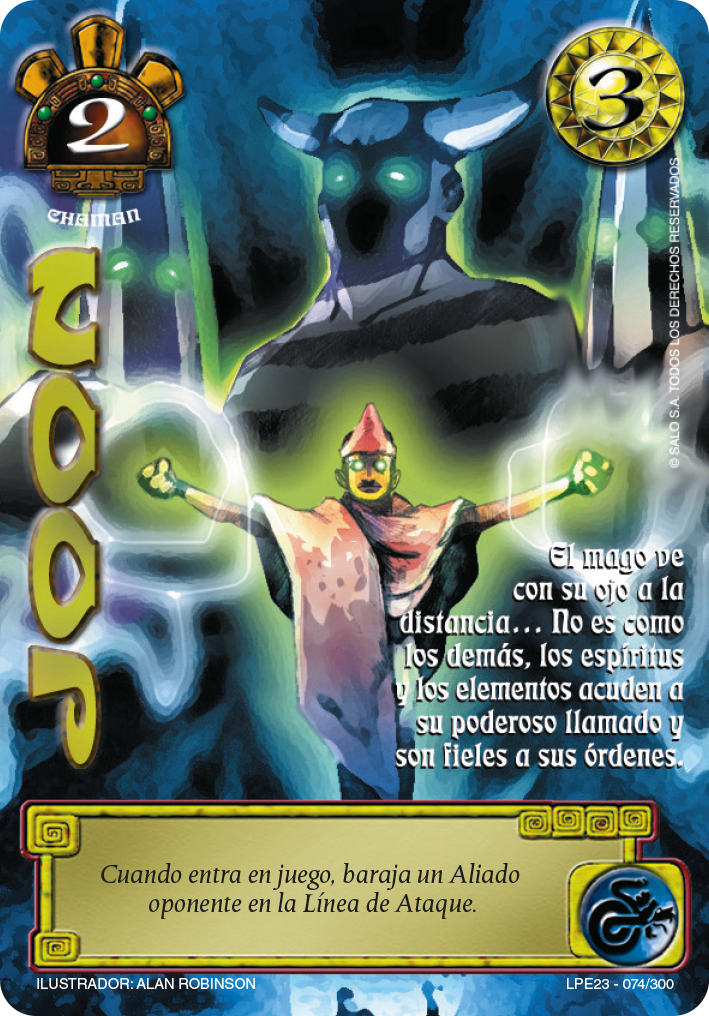 2
3
CHAMAN
COOJ
© SALO S.A. TODOS LOS DERECHOS RESERVADOS
El mago ve
con su ojo a la
distancia... No es como
los demás, los espíritus
y los elementos acuden a
su poderoso llamado y
son fieles a sus órdenes.
Cuando entra en juego, baraja un Aliado
oponente en la Línea de Ataque.
ILUSTRADOR: ALAN ROBINSON
LPE23 - 074/300